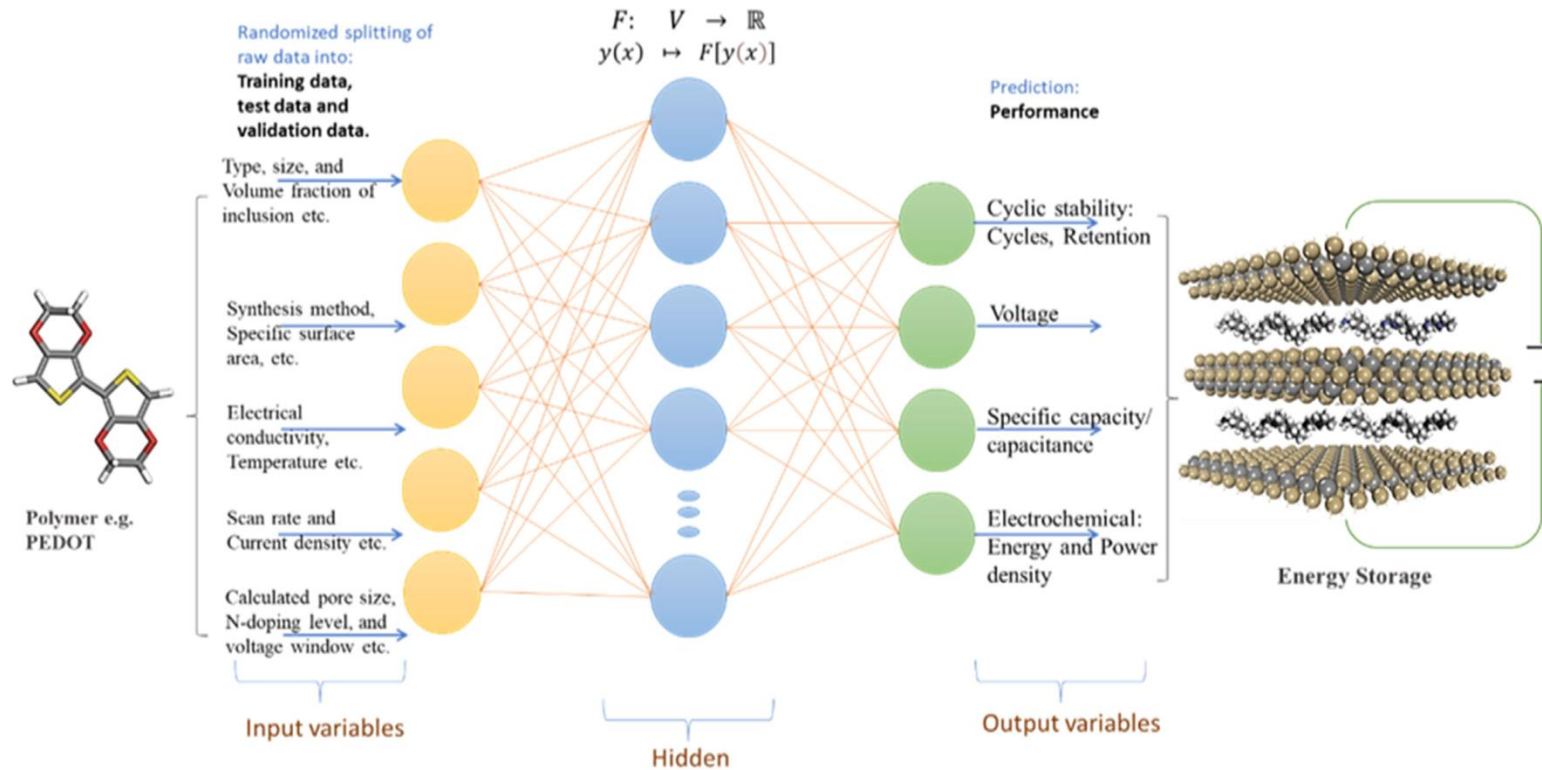 Randomized splitting of
raw data into:
Training data,
test data and
validation data.
F: V → ℝ
y(x) ↦ F[y(x)]
Prediction:
Performance
Type, size, and
Volume fraction of
inclusion etc.
Synthesis method,
Specific surface
area, etc.
Electrical
conductivity,
Temperature etc.
Scan rate and
Current density etc.
Calculated pore size,
N-doping level, and
voltage window etc.
Polymer e.g.
PEDOT
Cyclic stability:
Cycles, Retention
Voltage
Specific capacity/
capacitance
Electrochemical:
Energy and Power
density
Energy Storage
Input variables
Hidden
Output variables